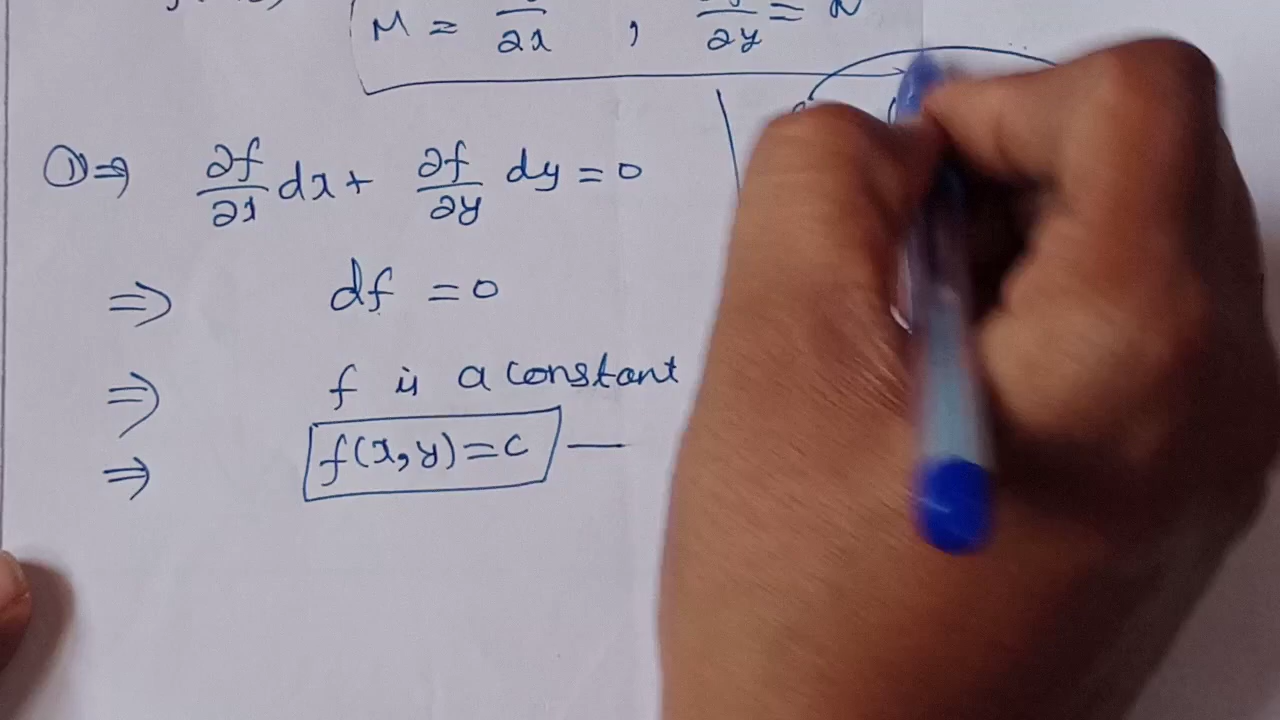 M = ∂x , ∂y = N
① ⇒ ∂f/∂x dx + ∂f/∂y dy = 0
⇒ df = 0
⇒ f is a constant
⇒ f(x,y) = c —